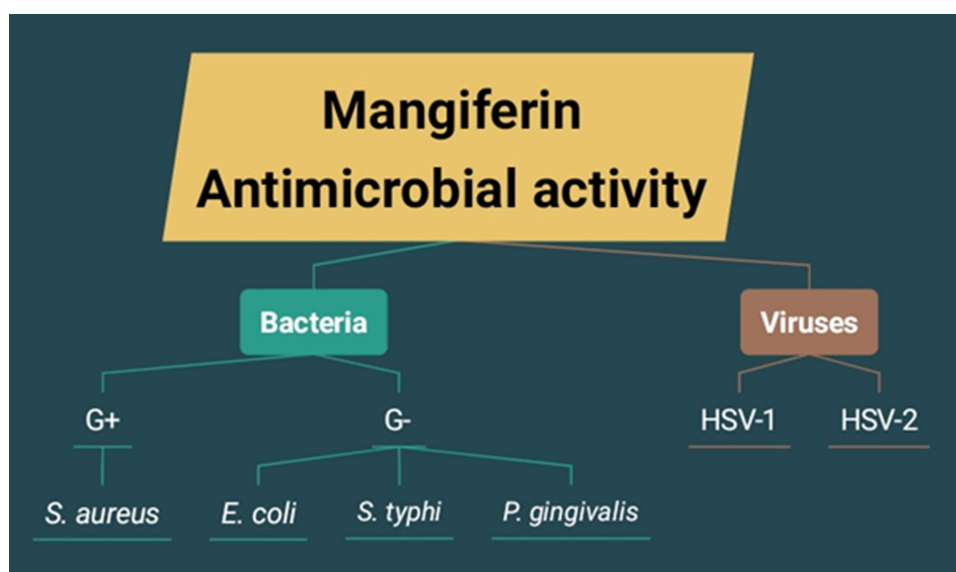 Mangiferin
Antimicrobial activity
Bacteria
Viruses
G+
G-
HSV-1
HSV-2
S. aureus
E. coli
S. typhi
P. gingivalis